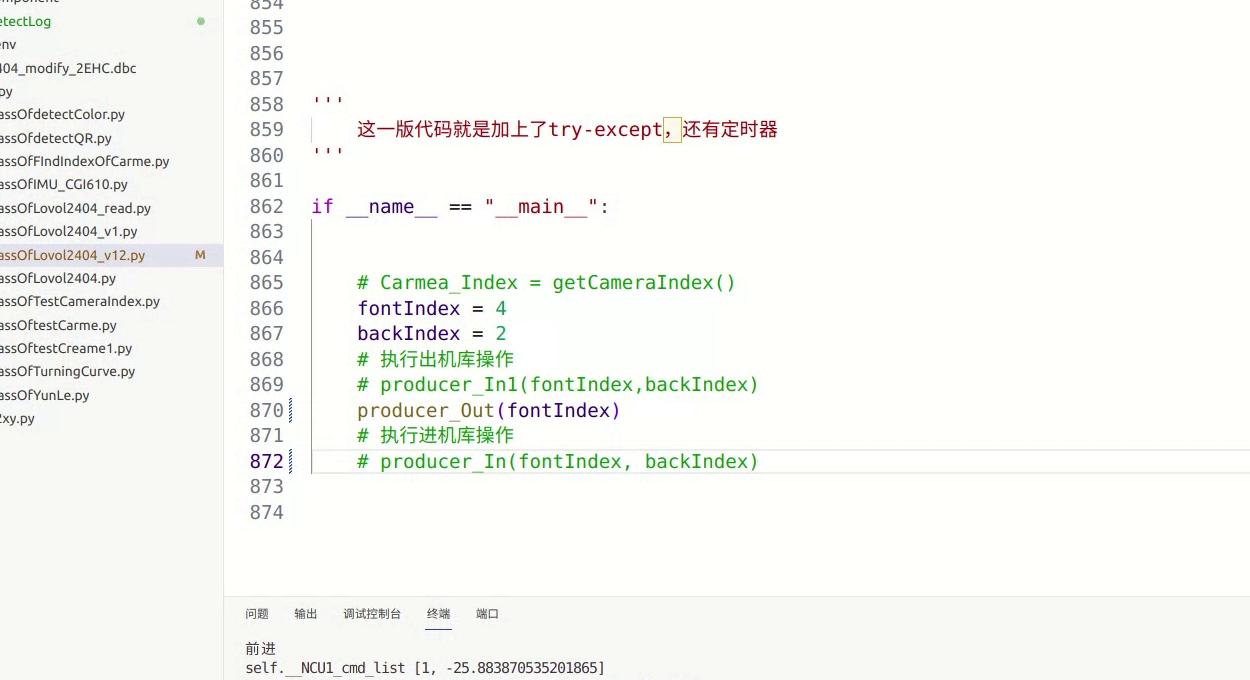 etectLog
env
404_modify_2EHC.dbc
py
assOfdetectColor.py
assOfdetectQR.py
assOfFIndIndexOfCarme.py
assOfIMU_CGI610.py
assOfLovol2404_read.py
assOfLovol2404_v1.py
assOfLovol2404_v12.py M
assOfLovol2404.py
assOfTestCameraIndex.py
assOftestCarme.py
assOftestCreame1.py
assOfTurningCurve.py
assOfYunLe.py
2xy.py
854
855
856
857
858 '''
859 这一版代码就是加上了try-except，还有定时器
860 '''
861
862 if __name__ == "__main__":
863
864
865 # Carmea_Index = getCameraIndex()
866 fontIndex = 4
867 backIndex = 2
868 # 执行出机库操作
869 # producer_In1(fontIndex,backIndex)
870 producer_Out(fontIndex)
871 # 执行进机库操作
872 # producer_In(fontIndex, backIndex)
873
874
问题 输出 调试控制台 终端 端口
前进
self.__NCU1_cmd_list [1, -25.883870535201865]